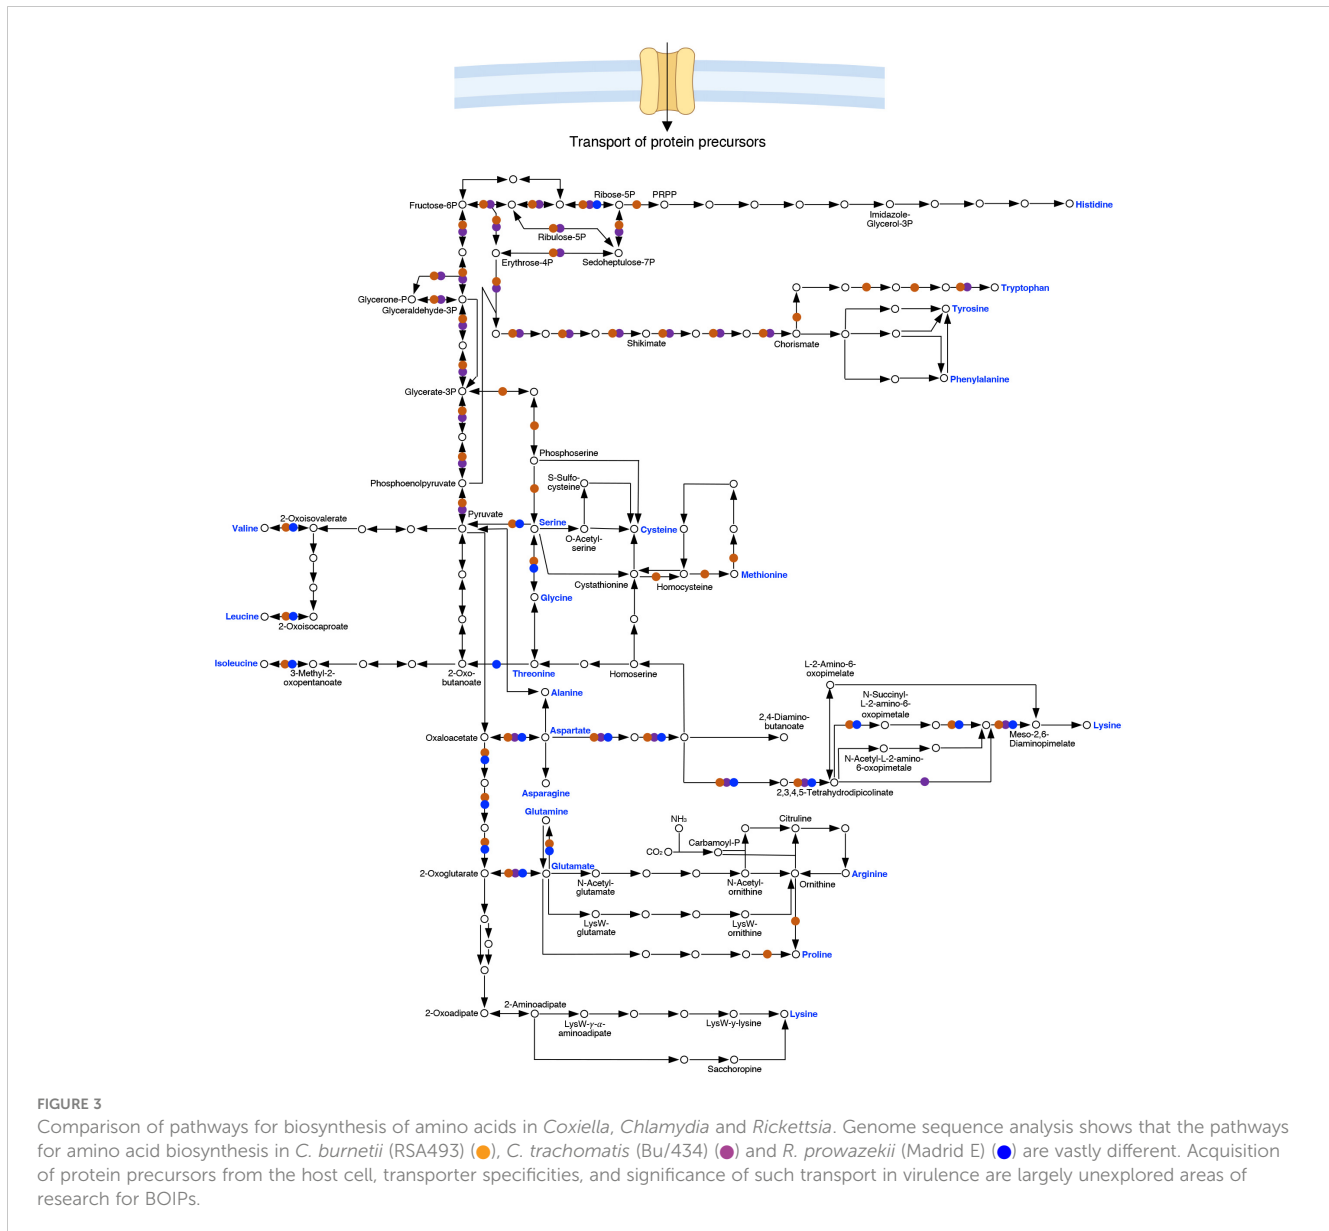 Transport of protein precursors
Fructose-6P
Ribose-5P
PRPP
Histidine
Imidazole-
Glycerol-3P
Ribulose-5P
Erythrose-4P
Sedoheptulose-7P
Glycerone-P
Glyceraldehyde-3P
Tryptophan
Tyrosine
Shikimate
Chorismate
Phenylalanine
Glycerate-3P
Phosphoserine
S-Sulfo-
cysteine
Phosphoenolpyruvate
Pyruvate
Valine
2-Oxoisovalerate
Serine
O-Acetyl-
serine
Cysteine
Cystathionine
Homocysteine
Methionine
Glycine
Leucine
2-Oxoisocaproate
Isoleucine
3-Methyl-2-
oxopentanoate
2-Oxo-
butanoate
Threonine
Homoserine
Alanine
L-2-Amino-6-
oxopimelate
N-Succinyl-
L-2-amino-6-
oxopimetale
2,4-Diamino-
butanoate
Oxaloacetate
Aspartate
Lysine
Meso-2,6-
Diaminopimelate
N-Acetyl-L-2-amino-
6-oxopimetale
2,3,4,5-Tetrahydrodipicolinate
Asparagine
Glutamine
NH₃
Citruline
CO₂
Carbamoyl-P
2-Oxoglutarate
Glutamate
N-Acetyl-
glutamate
N-Acetyl-
ornithine
Ornithine
Arginine
LysW-
glutamate
LysW-
ornithine
Proline
2-Oxoadipate
2-Aminoadipate
LysW-γ-α-
aminoadipate
LysW-γ-lysine
Lysine
Sacchoropine
FIGURE 3
Comparison of pathways for biosynthesis of amino acids in Coxiella, Chlamydia and Rickettsia. Genome sequence analysis shows that the pathways
for amino acid biosynthesis in C. burnetii (RSA493) (●), C. trachomatis (Bu/434) (●) and R. prowazekii (Madrid E) (●) are vastly different. Acquisition
of protein precursors from the host cell, transporter specificities, and significance of such transport in virulence are largely unexplored areas of
research for BOIPs.